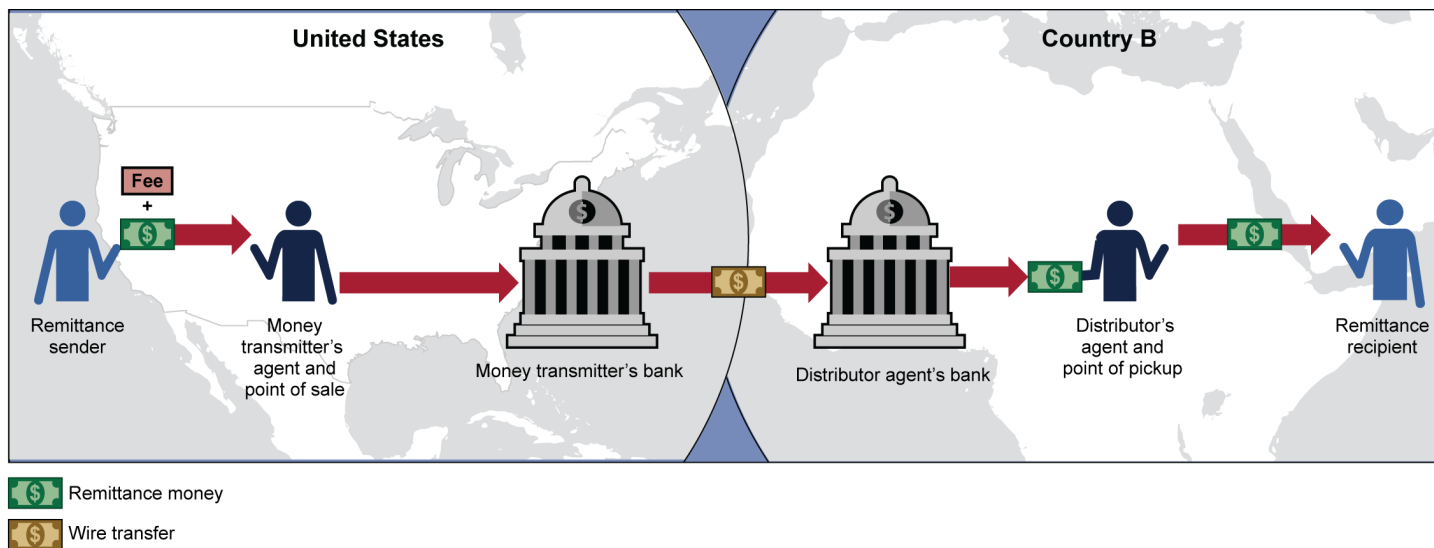 United States
Country B
Fee
+
$
$
$
$
$
$
$
Remittance
sender
Money
transmitter’s
agent and
point of sale
Money transmitter’s bank
Distributor agent’s bank
Distributor’s
agent and
point of pickup
Remittance
recipient
$ Remittance money
$ Wire transfer